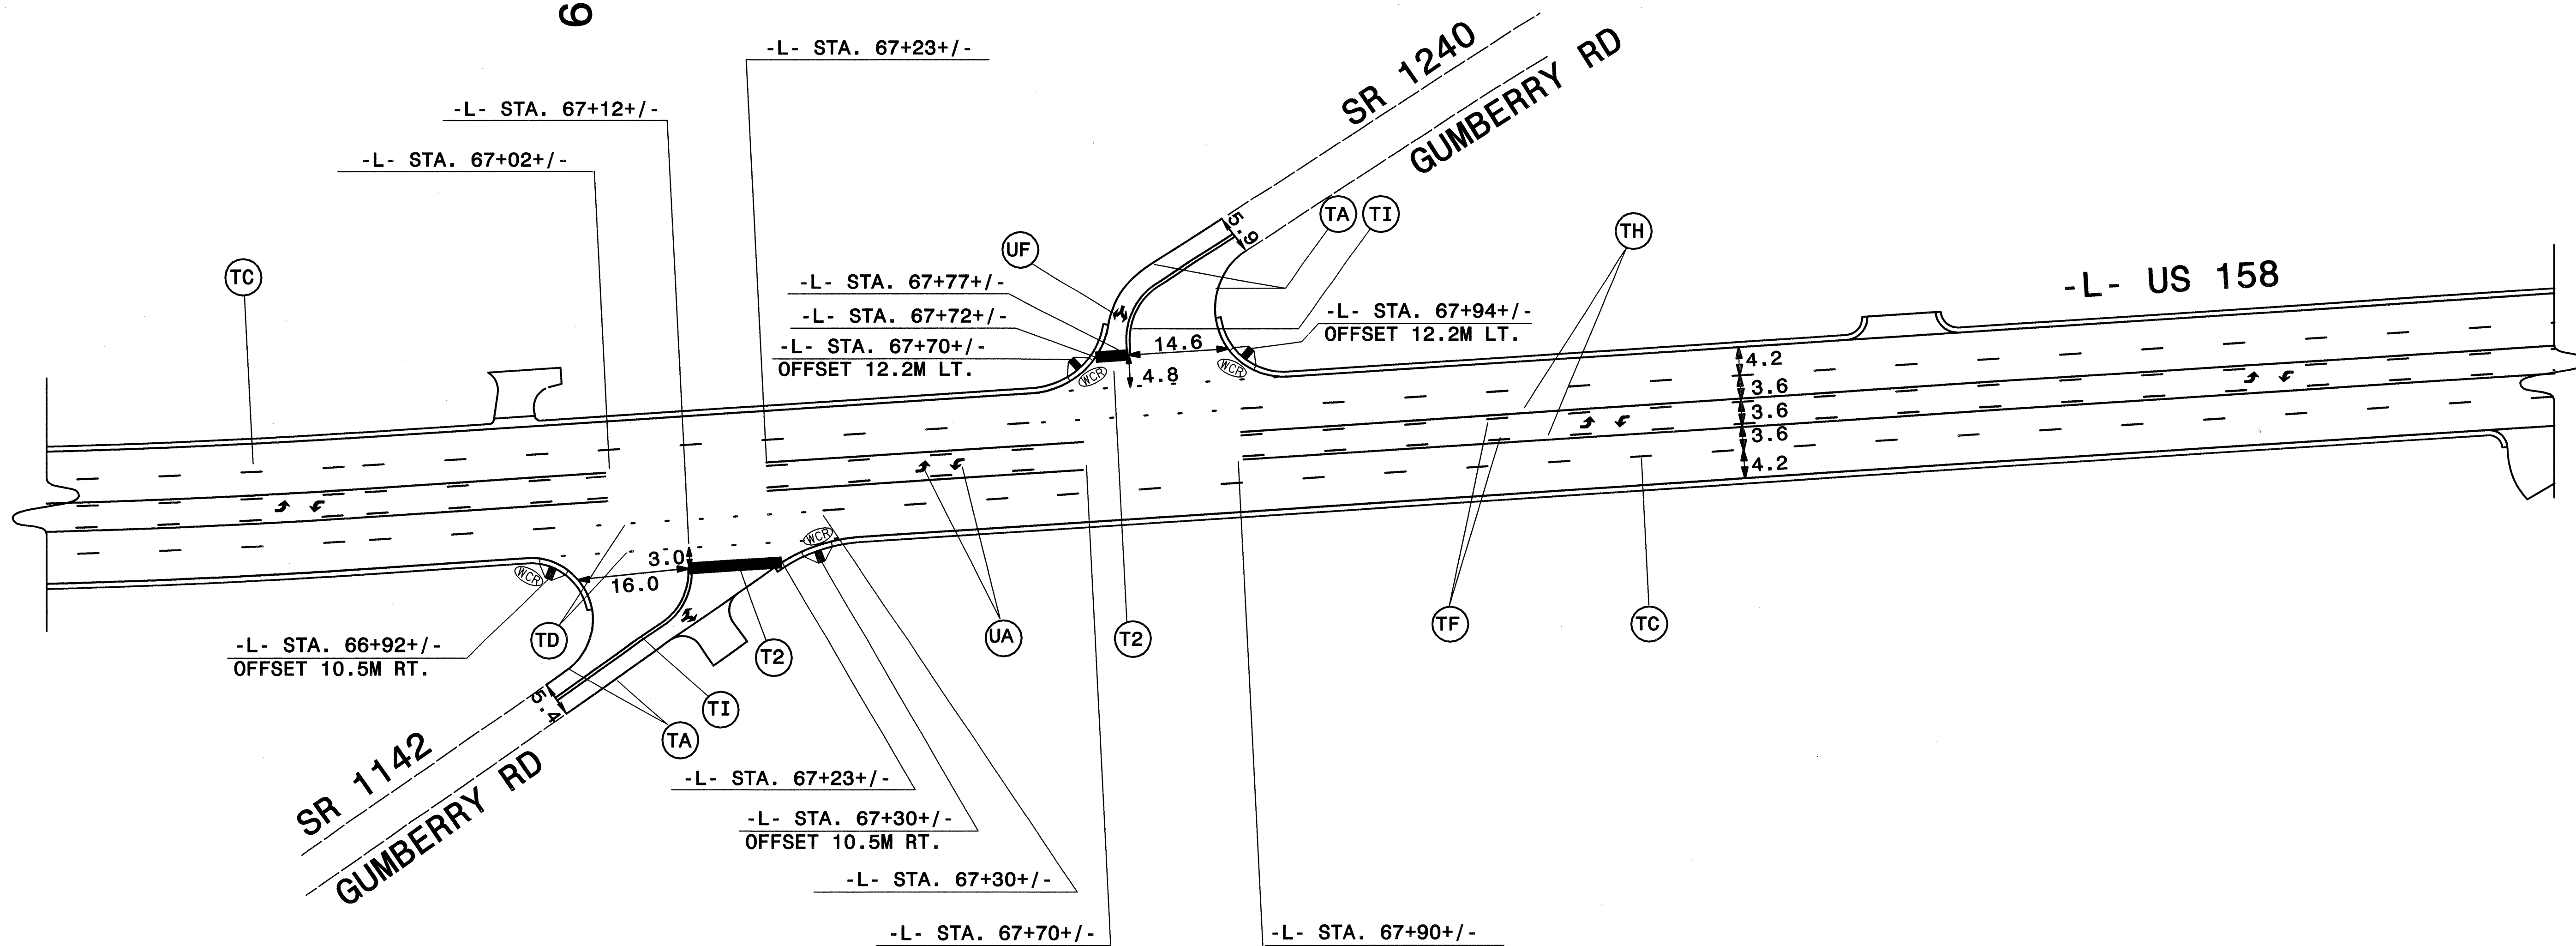 6
-L- STA. 67+23+/-
SR 1240
GUMBERRY RD
-L- STA. 67+12+/-
-L- STA. 67+02+/-
TC
UF
5.9
TA
TI
TH
-L- US 158
-L- STA. 67+77+/-
-L- STA. 67+72+/-
-L- STA. 67+70+/-
OFFSET 12.2M LT.
-L- STA. 67+94+/-
OFFSET 12.2M LT.
14.6
4.8
WCR
WCR
4.2
3.6
3.6
3.6
4.2
WCR
WCR
3.0
16.0
TD
T2
UA
T2
TF
TC
-L- STA. 66+92+/-
OFFSET 10.5M RT.
5.4
TI
TA
SR 1142
GUMBERRY RD
-L- STA. 67+23+/-
-L- STA. 67+30+/-
OFFSET 10.5M RT.
-L- STA. 67+30+/-
-L- STA. 67+70+/-
-L- STA. 67+90+/-